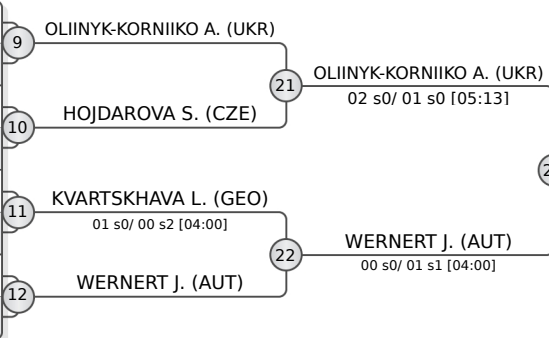 OLIINYK-KORNIIKO A. (UKR)
9
21
OLIINYK-KORNIIKO A. (UKR)
02 s0/ 01 s0 [05:13]
HOJDAROVA S. (CZE)
10
KVARTSKHAVA L. (GEO)
11
01 s0/ 00 s2 [04:00]
22
WERNERT J. (AUT)
00 s0/ 01 s1 [04:00]
WERNERT J. (AUT)
12